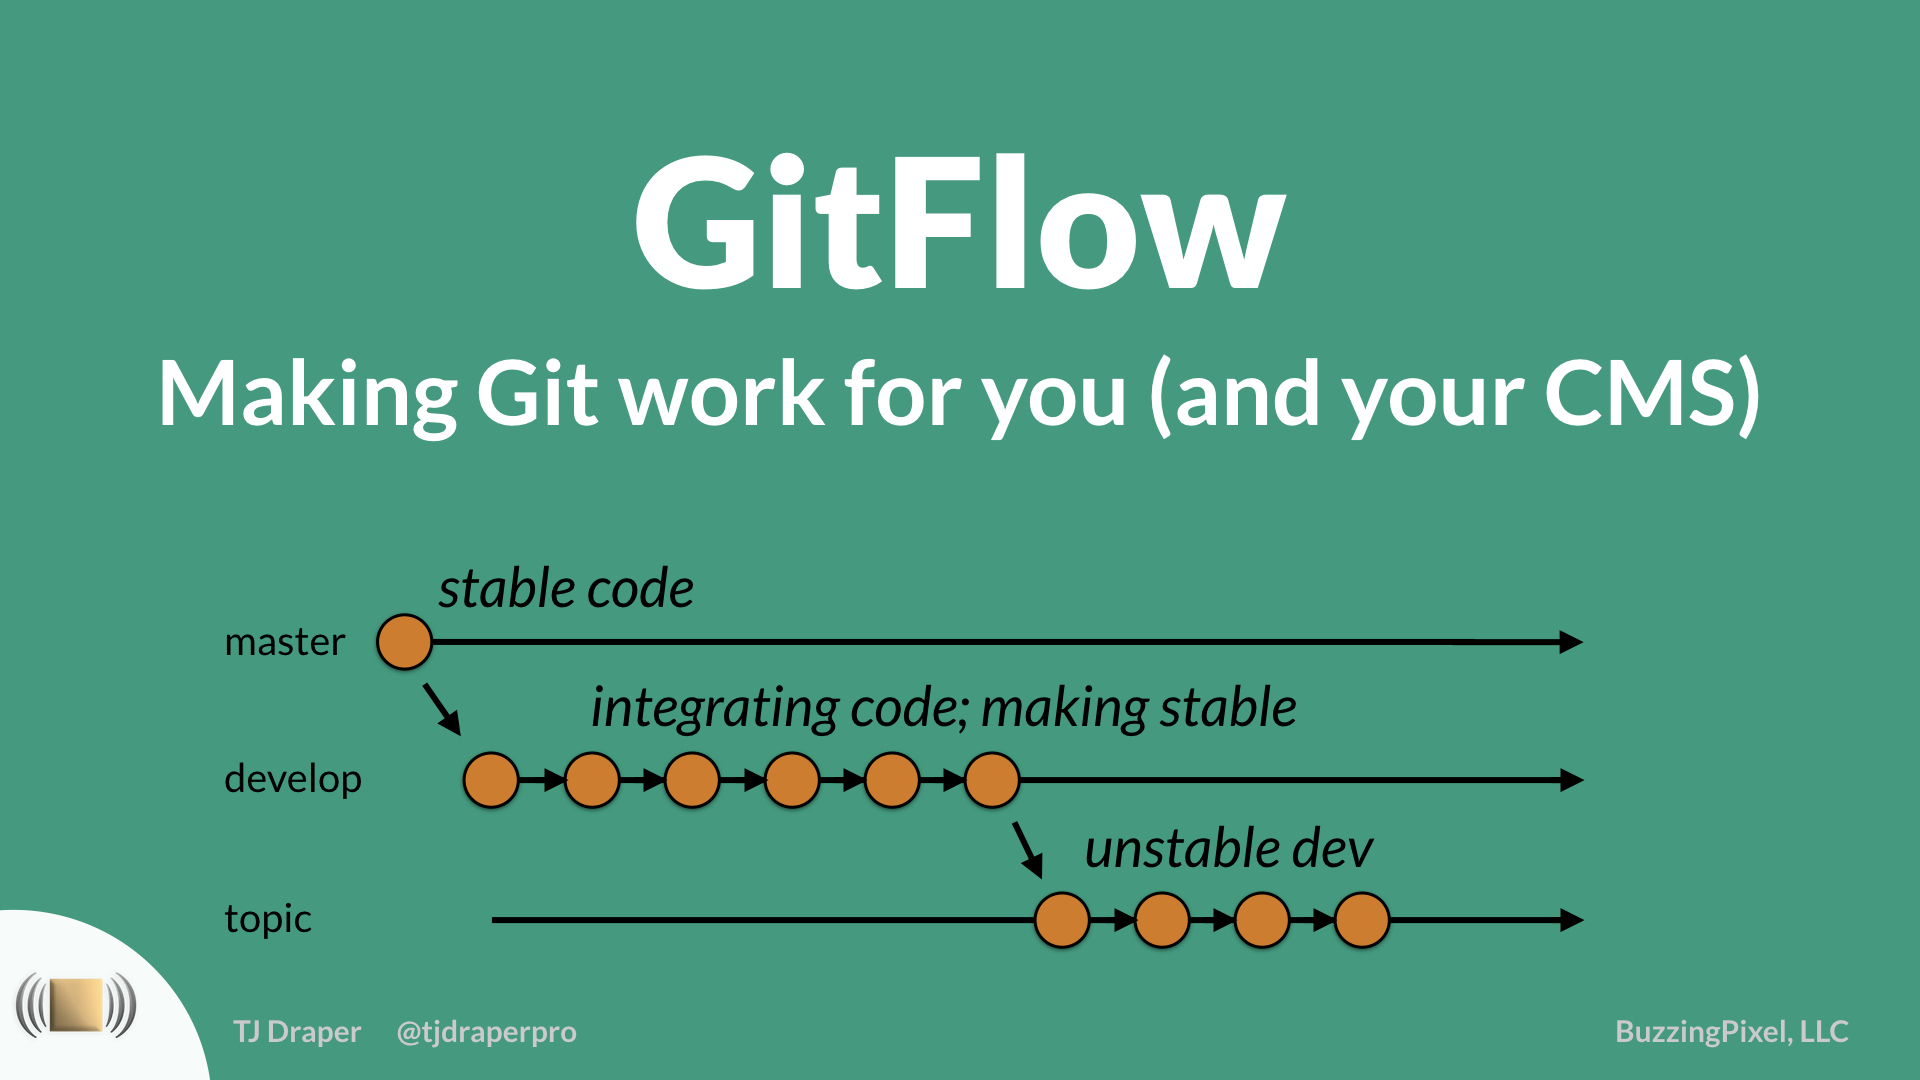 GitFlow
Making Git work for you (and your CMS)
stable code
master
integrating code; making stable
develop
unstable dev
topic
TJ Draper @tjdraperpro
BuzzingPixel, LLC